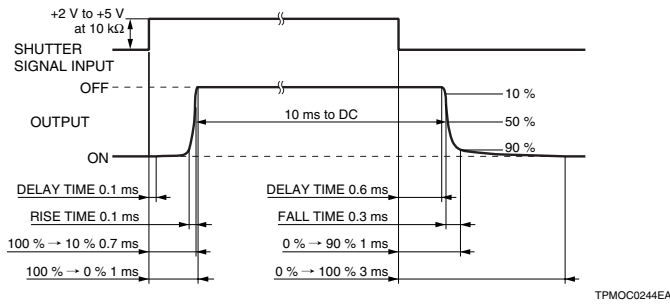 +2 V to +5 V
at 10 kΩ
SHUTTER
SIGNAL INPUT
OFF
10 %
OUTPUT
10 ms to DC
50 %
90 %
ON
DELAY TIME 0.1 ms
DELAY TIME 0.6 ms
RISE TIME 0.1 ms
FALL TIME 0.3 ms
100 % → 10 % 0.7 ms
0 % → 90 % 1 ms
100 % → 0 % 1 ms
0 % → 100 % 3 ms
TPMOC0244EA